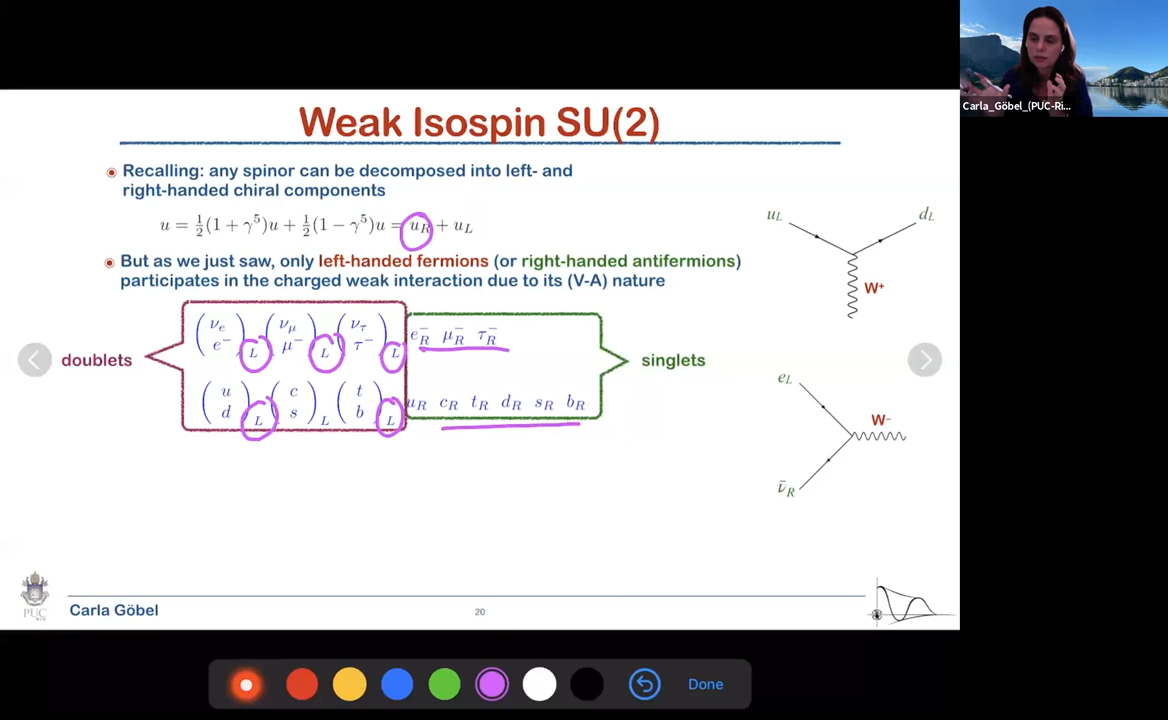 Carla_Göbel_(PUC-Ri...
Weak Isospin SU(2)
Recalling: any spinor can be decomposed into left- and
right-handed chiral components
u = ½(1 + γ⁵)u + ½(1 − γ⁵)u = u_R + u_L
But as we just saw, only left-handed fermions (or right-handed antifermions)
participates in the charged weak interaction due to its (V-A) nature
doublets
(ν_e e⁻)_L (ν_μ μ⁻)_L (ν_τ τ⁻)_L e⁻_R μ⁻_R τ⁻_R
(u d)_L (c s)_L (t b)_L u_R c_R t_R d_R s_R b_R
singlets
u_L d_L
W⁺
e_L
W⁻
ν̄_R
PUC
RIO
Carla Göbel
20
Done